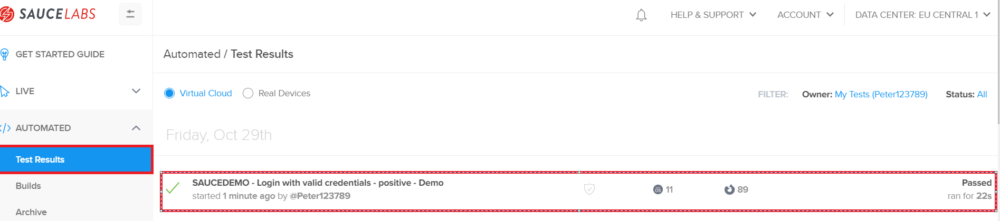 SAUCELABS
HELP & SUPPORT
ACCOUNT
DATA CENTER: EU CENTRAL 1
GET STARTED GUIDE
LIVE
AUTOMATED
Test Results
Builds
Archive
Automated / Test Results
Virtual Cloud
Real Devices
FILTER: Owner: My Tests (Peter123789) Status: All
Friday, Oct 29th
SAUCEDEMO - Login with valid credentials - positive - Demo
started 1 minute ago by @Peter123789
11
89
Passed
ran for 22s